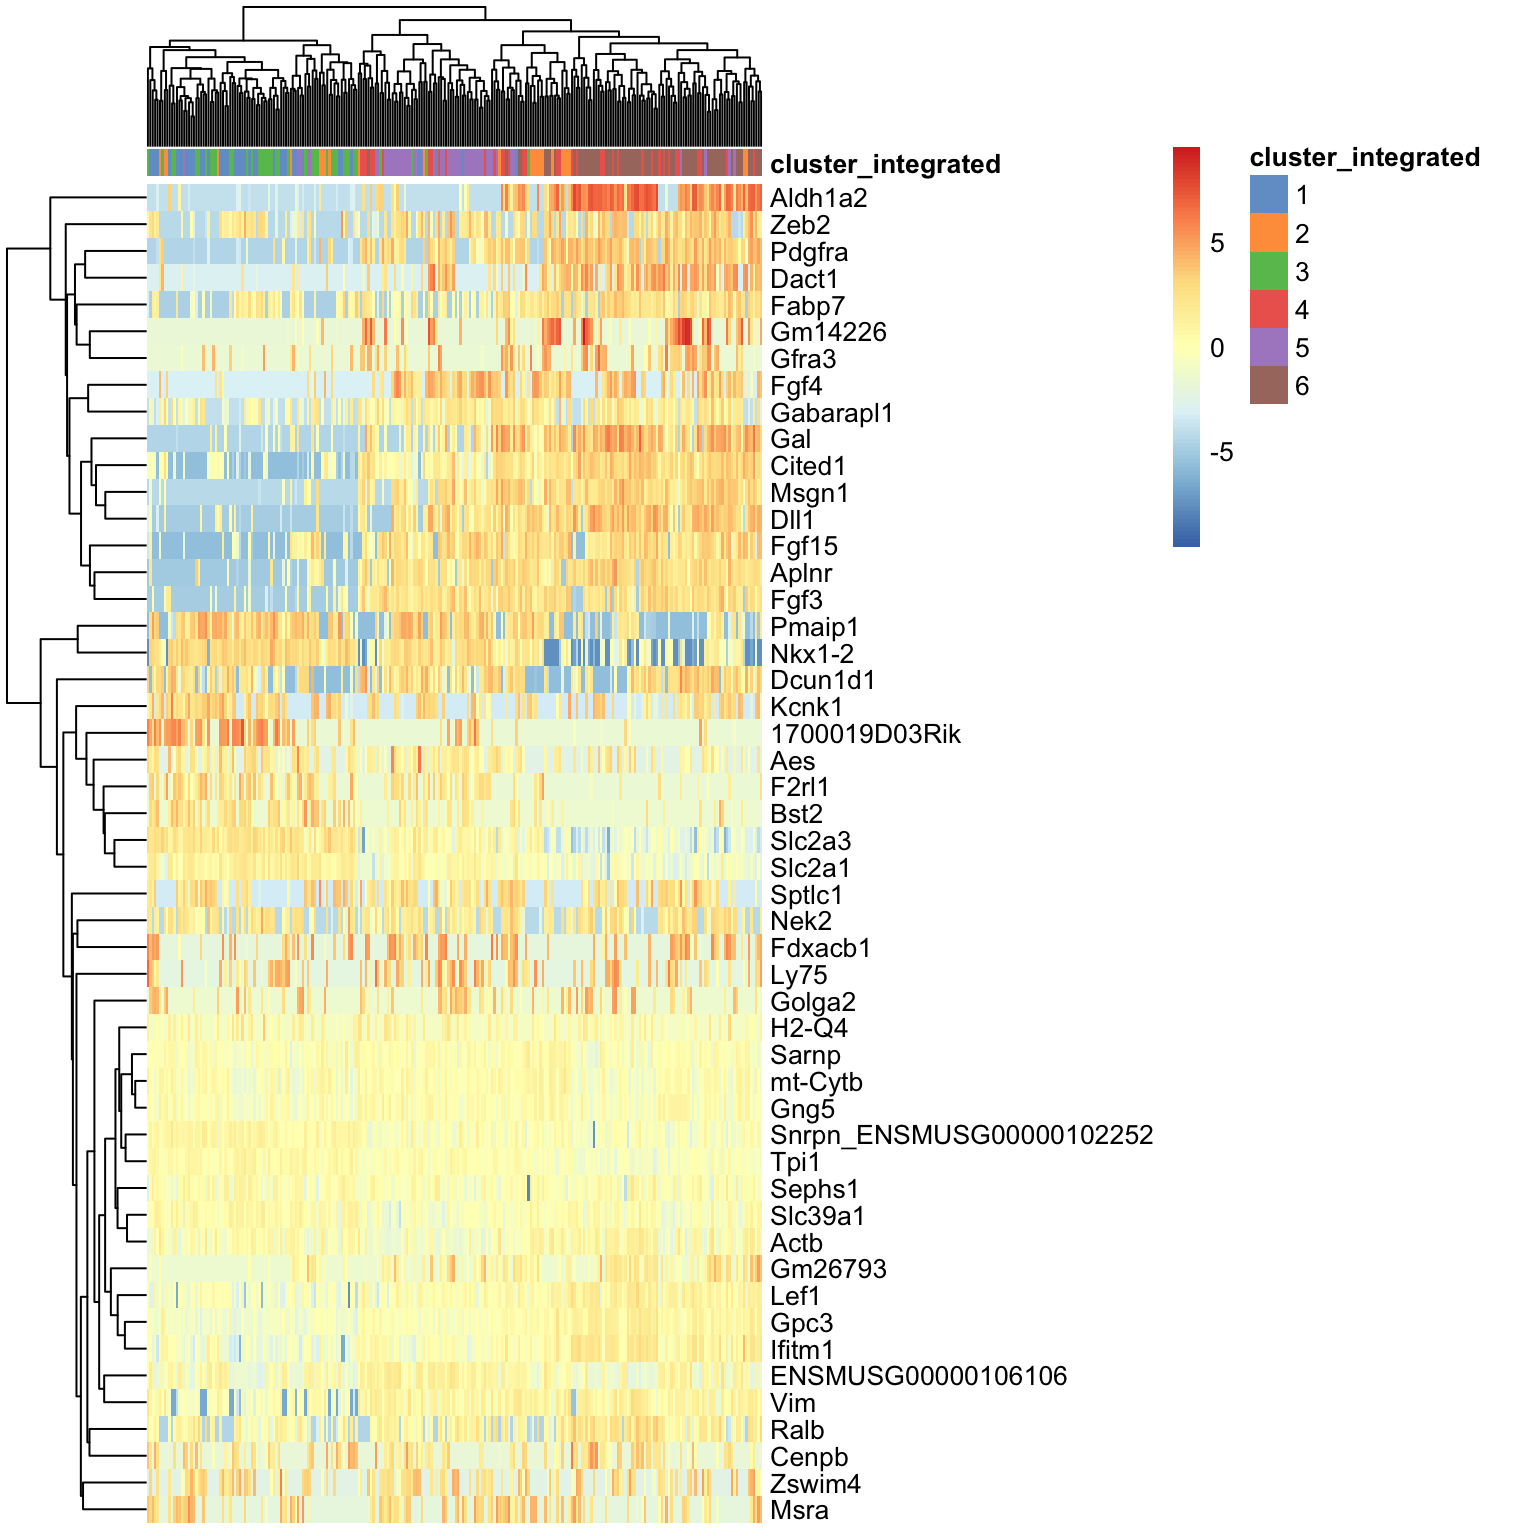 cluster_integrated
Aldh1a2
Zeb2
Pdgfra
Dact1
Fabp7
Gm14226
Gfra3
Fgf4
Gabarapl1
Gal
Cited1
Msgn1
Dll1
Fgf15
Aplnr
Fgf3
Pmaip1
Nkx1-2
Dcun1d1
Kcnk1
1700019D03Rik
Aes
F2rl1
Bst2
Slc2a3
Slc2a1
Sptlc1
Nek2
Fdxacb1
Ly75
Golga2
H2-Q4
Sarnp
mt-Cytb
Gng5
Snrpn_ENSMUSG00000102252
Tpi1
Sephs1
Slc39a1
Actb
Gm26793
Lef1
Gpc3
Ifitm1
ENSMUSG00000106106
Vim
Ralb
Cenpb
Zswim4
Msra
5
0
-5
cluster_integrated
1
2
3
4
5
6